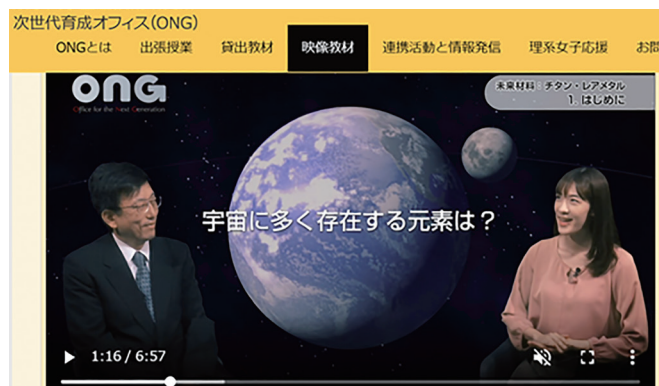 次世代育成オフィス(ONG)
ONGとは 出張授業 貸出教材 映像教材 連携活動と情報発信 理系女子応援 お問
ONG
Office for the Next Generation
未来材料:チタン・レアメタル
1. はじめに
宇宙に多く存在する元素は?
1:16 / 6:57